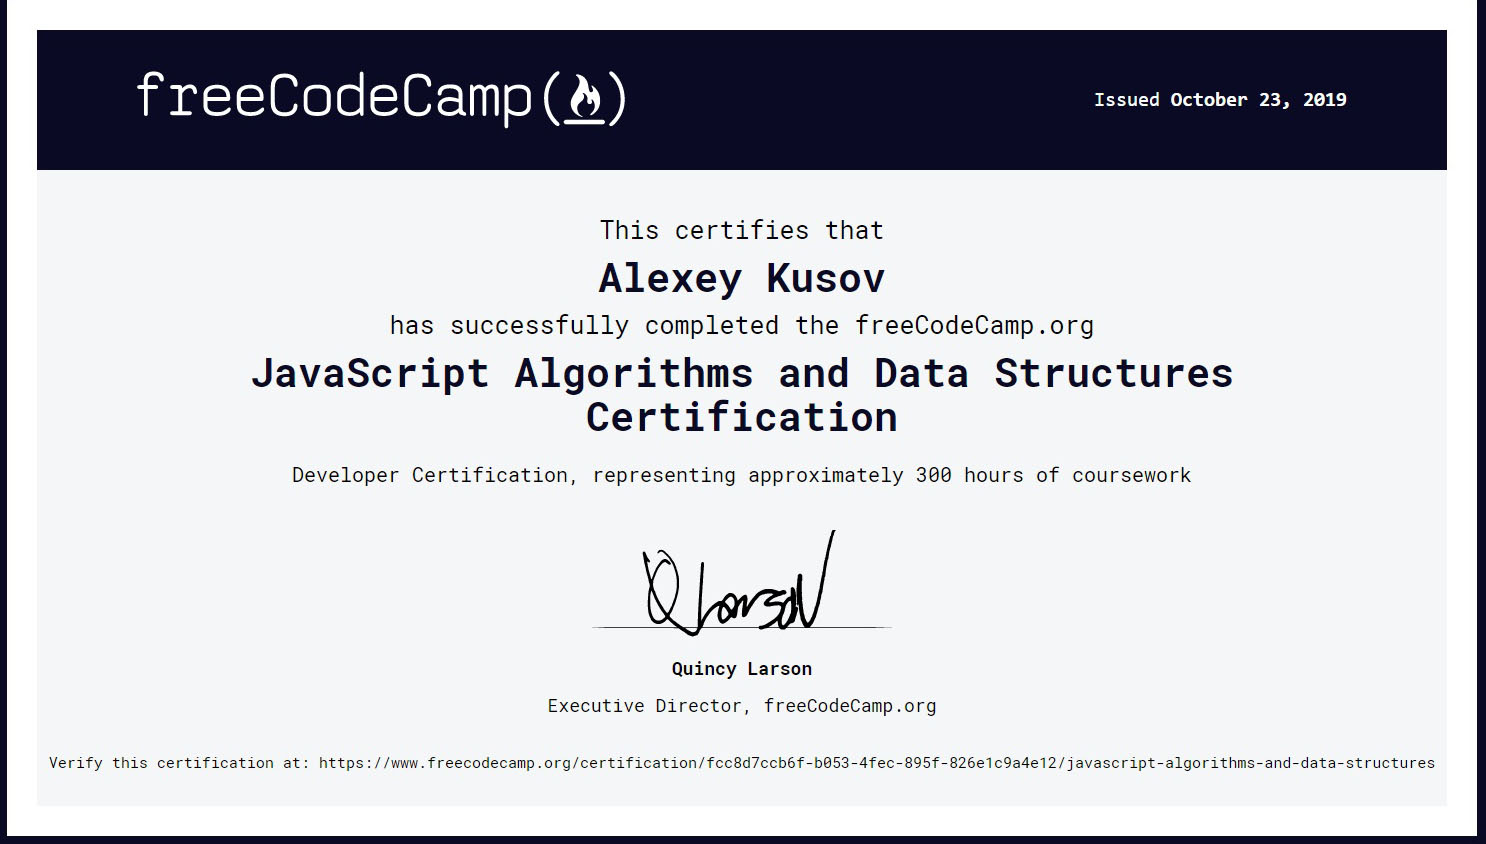 freeCodeCamp()
Issued October 23, 2019
This certifies that
Alexey Kusov
has successfully completed the freeCodeCamp.org
JavaScript Algorithms and Data Structures
Certification
Developer Certification, representing approximately 300 hours of coursework
Q Larson
Quincy Larson
Executive Director, freeCodeCamp.org
Verify this certification at: https://www.freecodecamp.org/certification/fcc8d7ccb6f-b053-4fec-895f-826e1c9a4e12/javascript-algorithms-and-data-structures